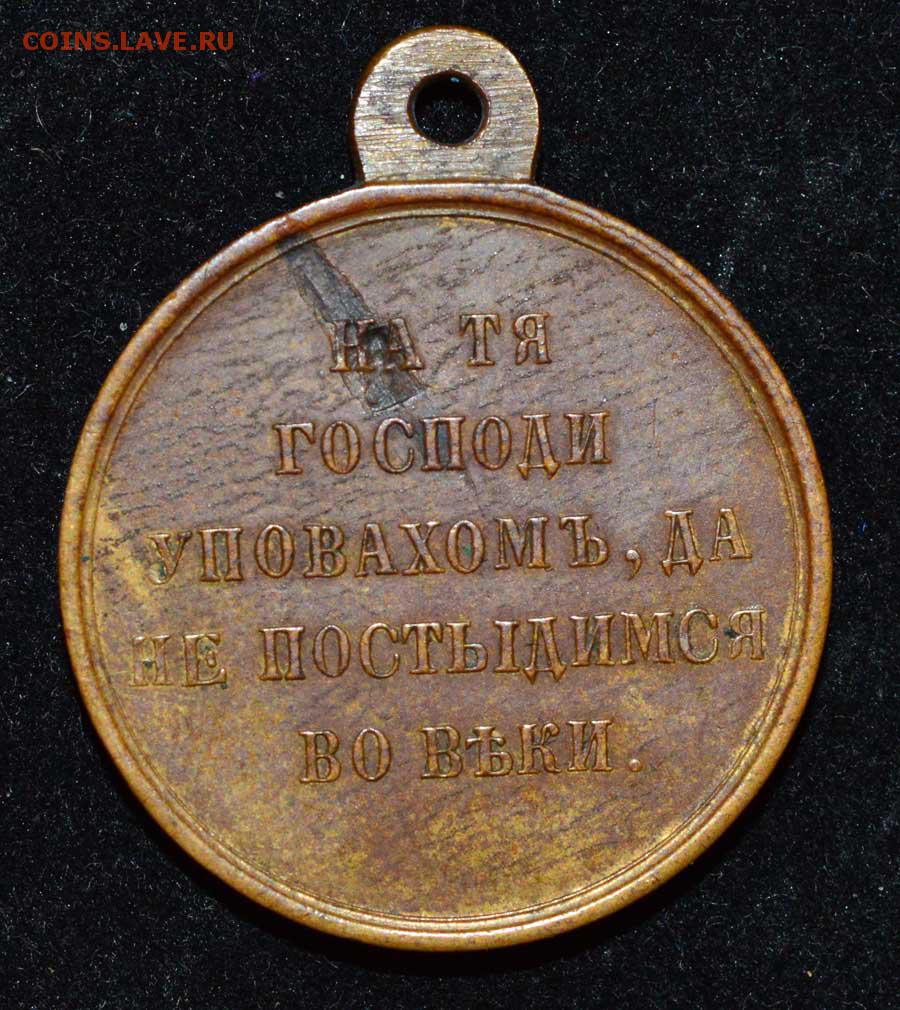 COINS.LAVE.RU
НА ТЯ
ГОСПОДИ
УПОВАХОМЪ, ДА
НЕ ПОСТЫДИМСЯ
ВО ВѢКИ.